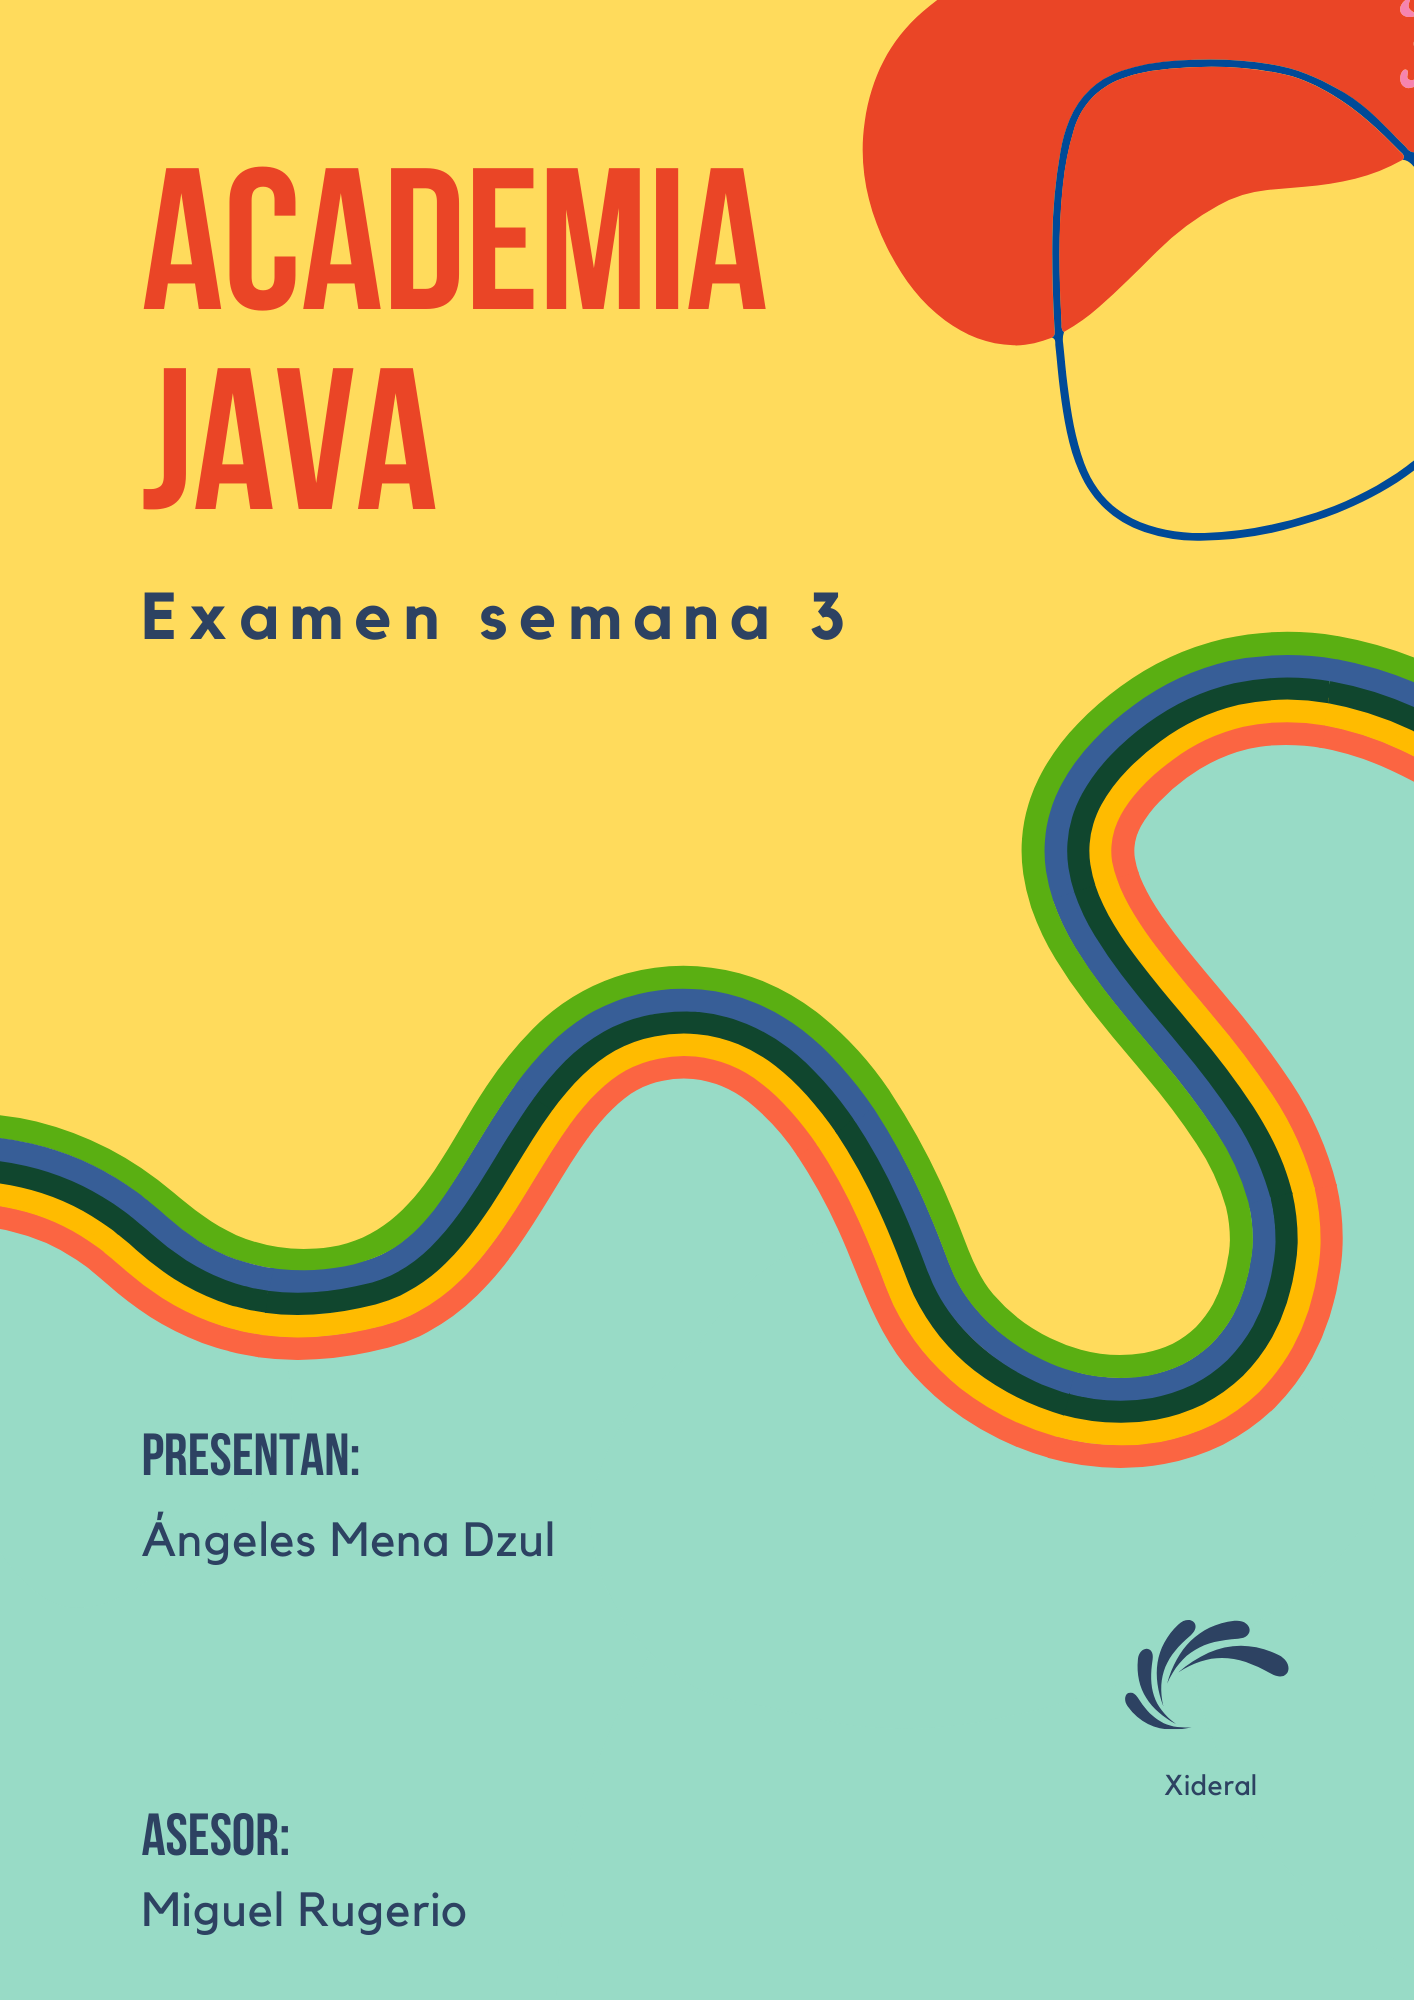 ACADEMIA
JAVA
Examen semana 3
PRESENTAN:
Ángeles Mena Dzul
Xideral
ASESOR:
Miguel Rugerio